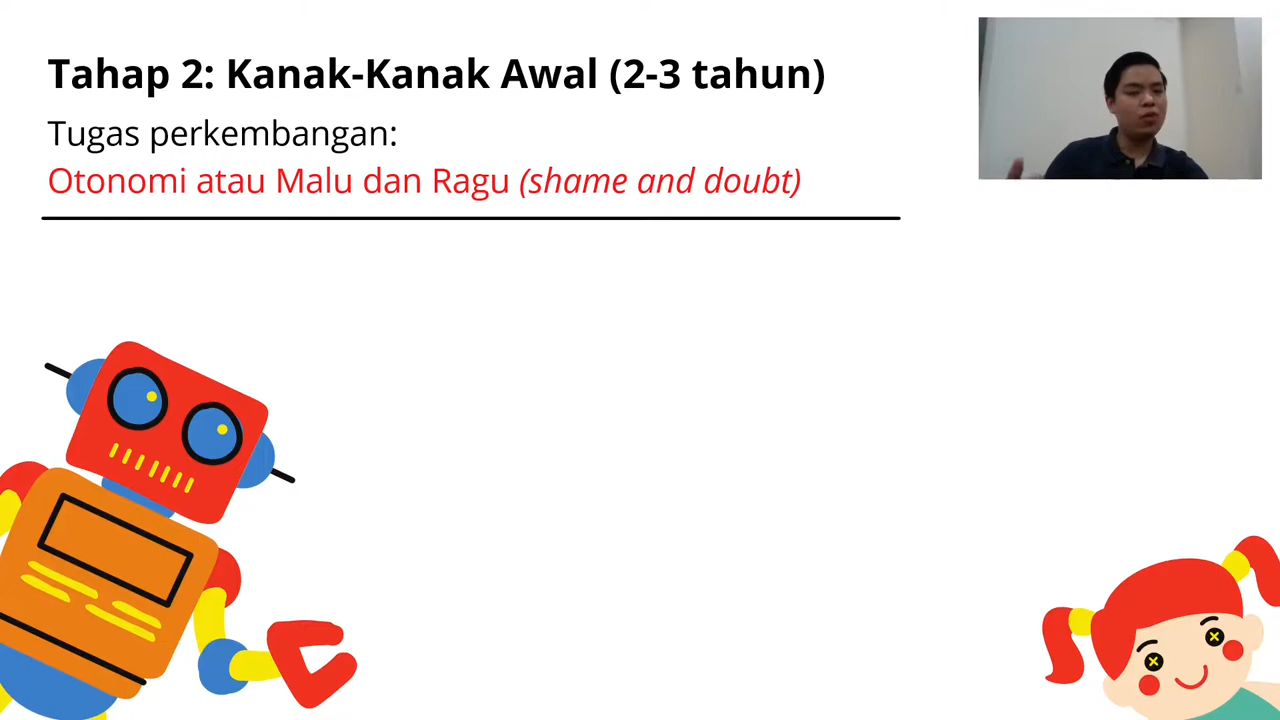 Tahap 2: Kanak-Kanak Awal (2-3 tahun)
Tugas perkembangan:
Otonomi atau Malu dan Ragu (shame and doubt)